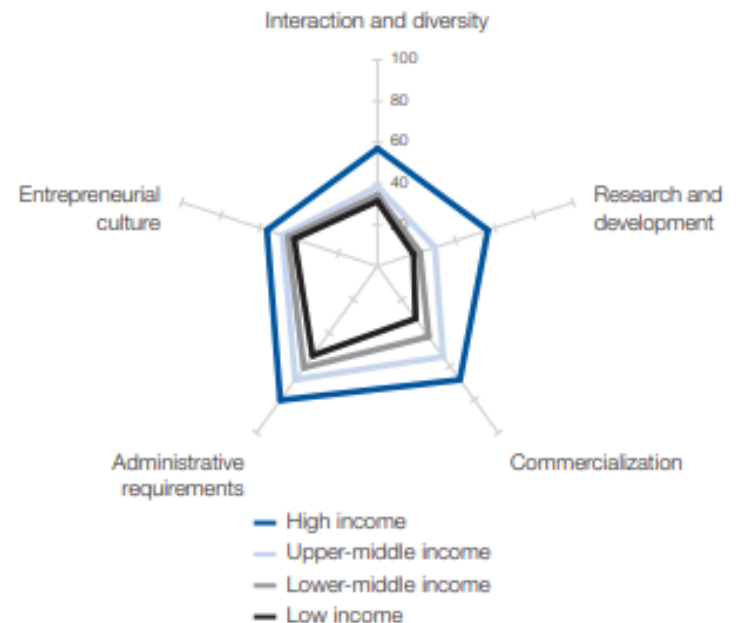 Interaction and diversity
100
80
60
40
Entrepreneurial
culture
Research and
development
Administrative
requirements
Commercialization
High income
Upper-middle income
Lower-middle income
Low income